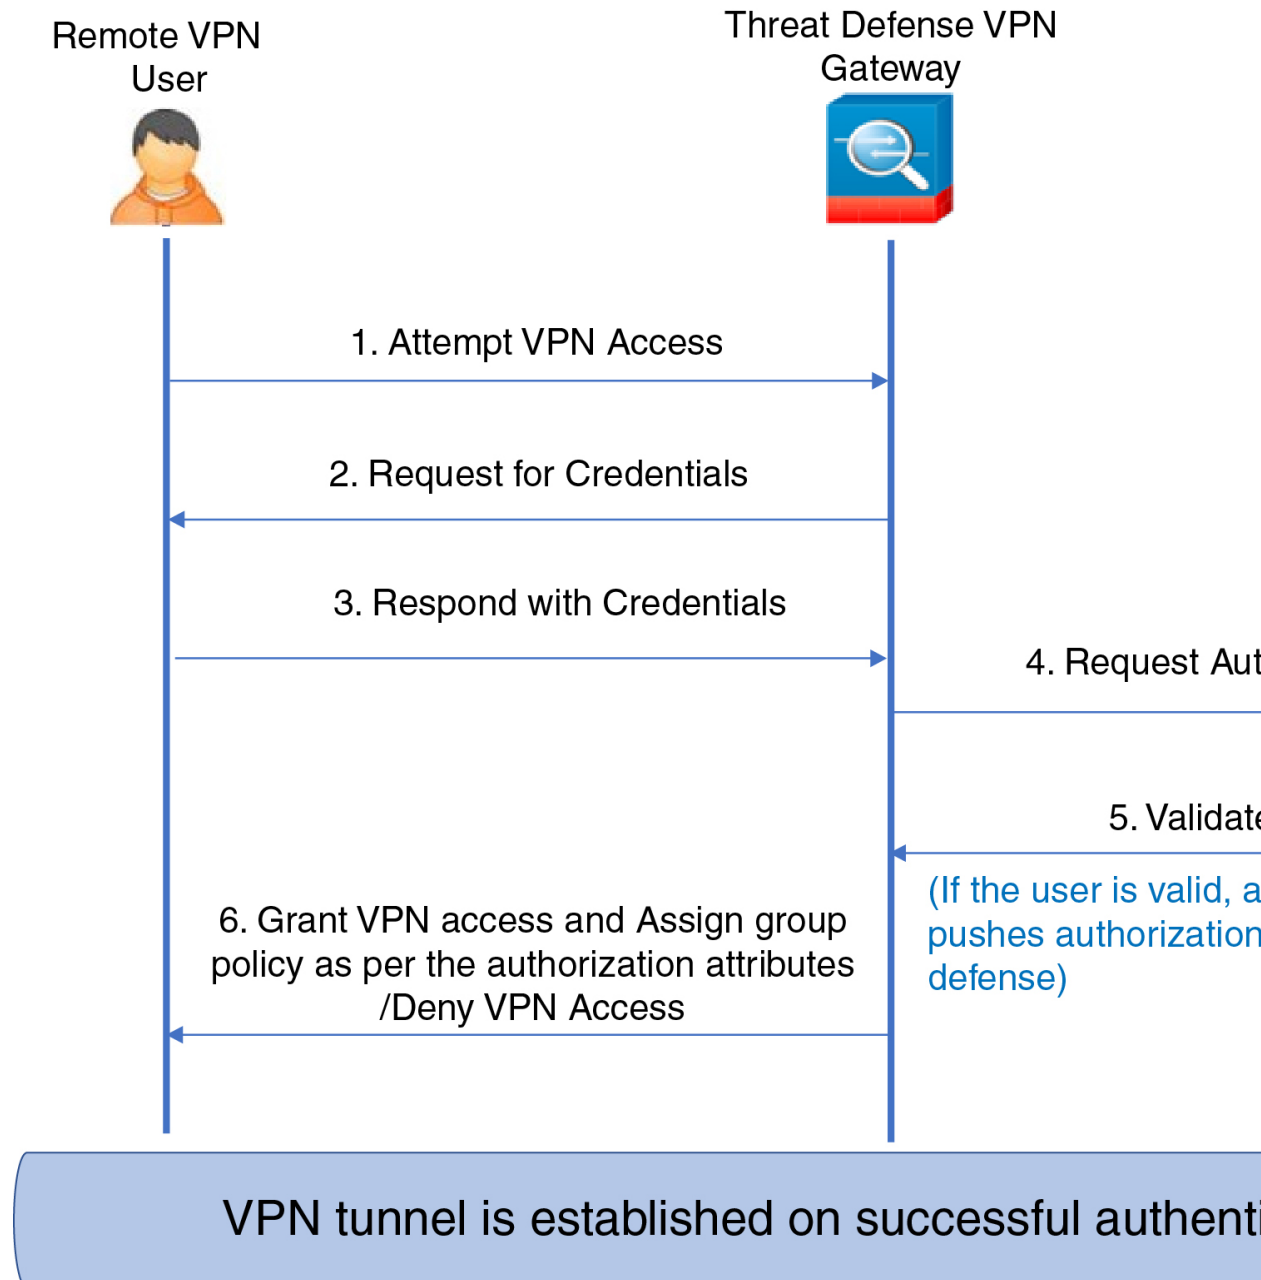 Remote VPN
User
Threat Defense VPN
Gateway
1. Attempt VPN Access
2. Request for Credentials
3. Respond with Credentials
4. Request
5.
(If the user is valid,
pushes authorization
defense)
6. Grant VPN access and Assign group
policy as per the authorization attributes
/Deny VPN Access
VPN tunnel is established on successful